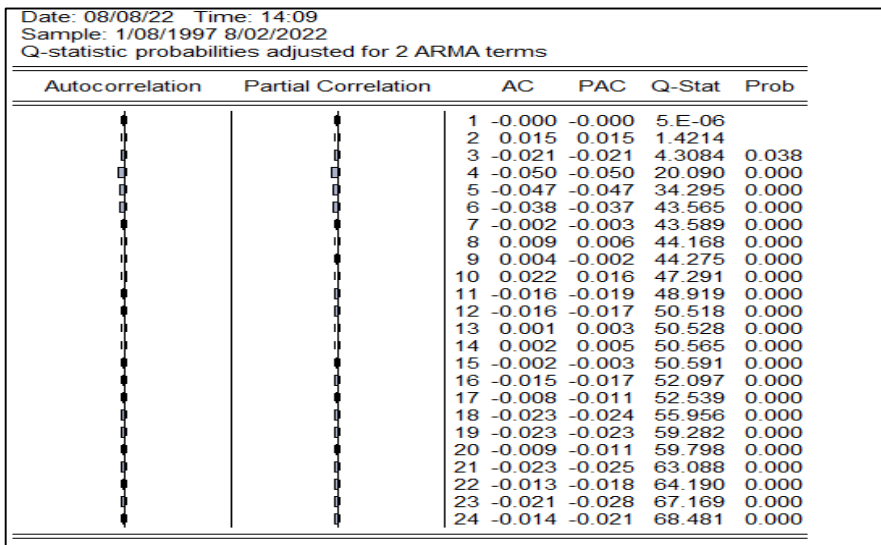 Date: 08/08/22 Time: 14:09
Sample: 1/08/1997 8/02/2022
Q-statistic probabilities adjusted for 2 ARMA terms
Autocorrelation Partial Correlation AC PAC Q-Stat Prob
1 -0.000 -0.000 5.E-06
2 0.015 0.015 1.4214
3 -0.021 -0.021 4.3084 0.038
4 -0.050 -0.050 20.090 0.000
5 -0.047 -0.047 34.295 0.000
6 -0.038 -0.037 43.565 0.000
7 -0.002 -0.003 43.589 0.000
8 0.009 0.006 44.168 0.000
9 0.004 -0.002 44.275 0.000
10 0.022 0.016 47.291 0.000
11 -0.016 -0.019 48.919 0.000
12 -0.016 -0.017 50.518 0.000
13 0.001 0.003 50.528 0.000
14 0.002 0.005 50.565 0.000
15 -0.002 -0.003 50.591 0.000
16 -0.015 -0.017 52.097 0.000
17 -0.008 -0.011 52.539 0.000
18 -0.023 -0.024 55.956 0.000
19 -0.023 -0.023 59.282 0.000
20 -0.009 -0.011 59.798 0.000
21 -0.023 -0.025 63.088 0.000
22 -0.013 -0.018 64.190 0.000
23 -0.021 -0.028 67.169 0.000
24 -0.014 -0.021 68.481 0.000